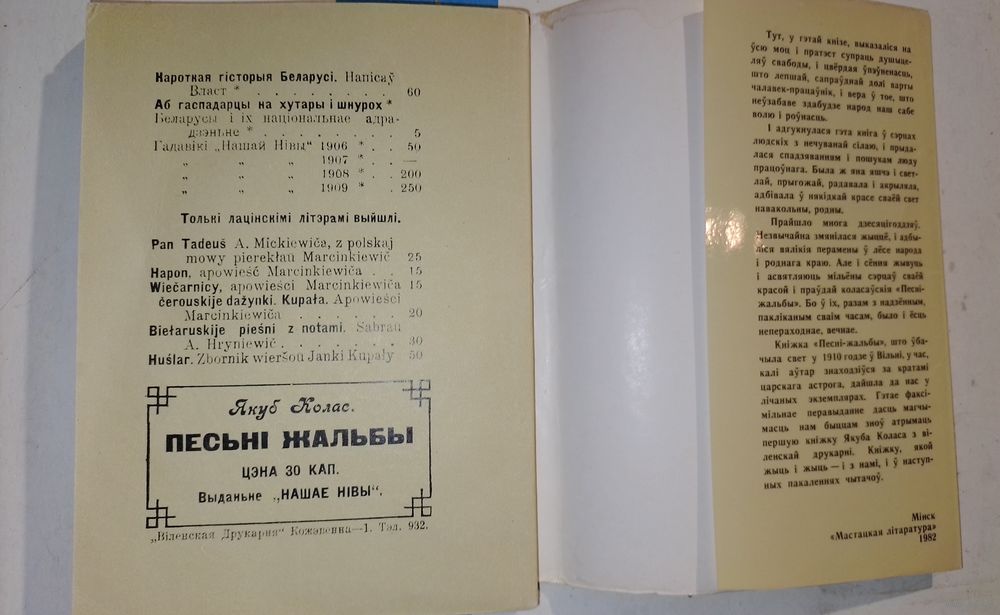 Народная гісторыя Беларусі. Напісаў
Власт * . . . . . . . . . 60
Аб гаспадарцы на хутары і шнурох *
Беларусы і іх национальнае адра-
дзэньне * . . . . . . . . 5
Гадавікі „Нашай Нівы“ 1906 * . . 50
„ „ „ 1907 * . . —
„ „ „ 1908 * . . 200
„ „ „ 1909 * . . 250
Толькі лацінскімі літэрамі выйшлі.
Pan Tadeuš A. Mickiewiča, z polskaj
mowy pierekłaŭ Marcinkiewič 25
Hapon, apowieść Marcinkiewiča . . 15
Wiečarnicy, apowieści Marcinkiewiča 15
čerouskije dažynki. Kupała. Apowieści
Marcinkiewiča . . . . . . 20
Biełaruskije pieśni z notami. Sabraŭ
A. Hryniewič . . . . . . . 30
Huślar. Zbornik wieršoŭ Janki Kupały 50
Якуб Колас.
ПЕСЬНІ ЖАЛЬБЫ
ЦЭНА 30 КАП.
Выданьне „НАШАЕ НІВЫ“.
„Віленская Друкарня“ Кожэвенна—1. Тэл. 932.
Тут, у гэтай кнізе, выказаліся на
ўсю моц і пратэст супраць душыце-
ляў свабоды, і цвёрдая ўпэўненасць,
што лепшай, сапраўднай долі варты
чалавек-працаўнік, і вера ў тое, што
неўзабаве здабудзе народ наш сабе
волю і роўнасць.
І адгукнулася гэта кніга ў сэрцах
людскіх з нечуванай сілаю, і прыда-
лася спадзяванням і пошукам люду
працоўнага. Была ж яна яшчэ і свет-
лай, прыгожай, радавала і акрыляла,
адбівала ў някідкай красе сваёй свет
навакольны, родны.
Прайшло многа дзесяцігоддзяў.
Незвычайна змянілася жыццё, і адбы-
ліся вялікія перамены ў лёсе народа
і роднага краю. Але і сёння жывуць
і асвятляюць мільёны сэрцаў сваёй
красой і праўдай коласаўскія «Песні-
жальбы». Бо ў іх, разам з надзённым,
пакліканым сваім часам, было і ёсць
непераходнае, вечнае.
Кніжка «Песні-жальбы», што ўба-
чыла свет у 1910 годзе ў Вільні, у час,
калі аўтар знаходзіўся за кратамі
царскага астрога, дайшла да нас у
лічаных экземплярах. Гэтае факсі-
мільнае перавыданне дасць магчы-
масць нам быццам зноў атрымаць
першую кніжку Якуба Коласа з ві-
ленскай друкарні. Кніжку, якой
жыць і жыць — і з намі, і ў наступ-
ных пакаленнях чытачоў.
Мінск
«Мастацкая літаратура»
1982